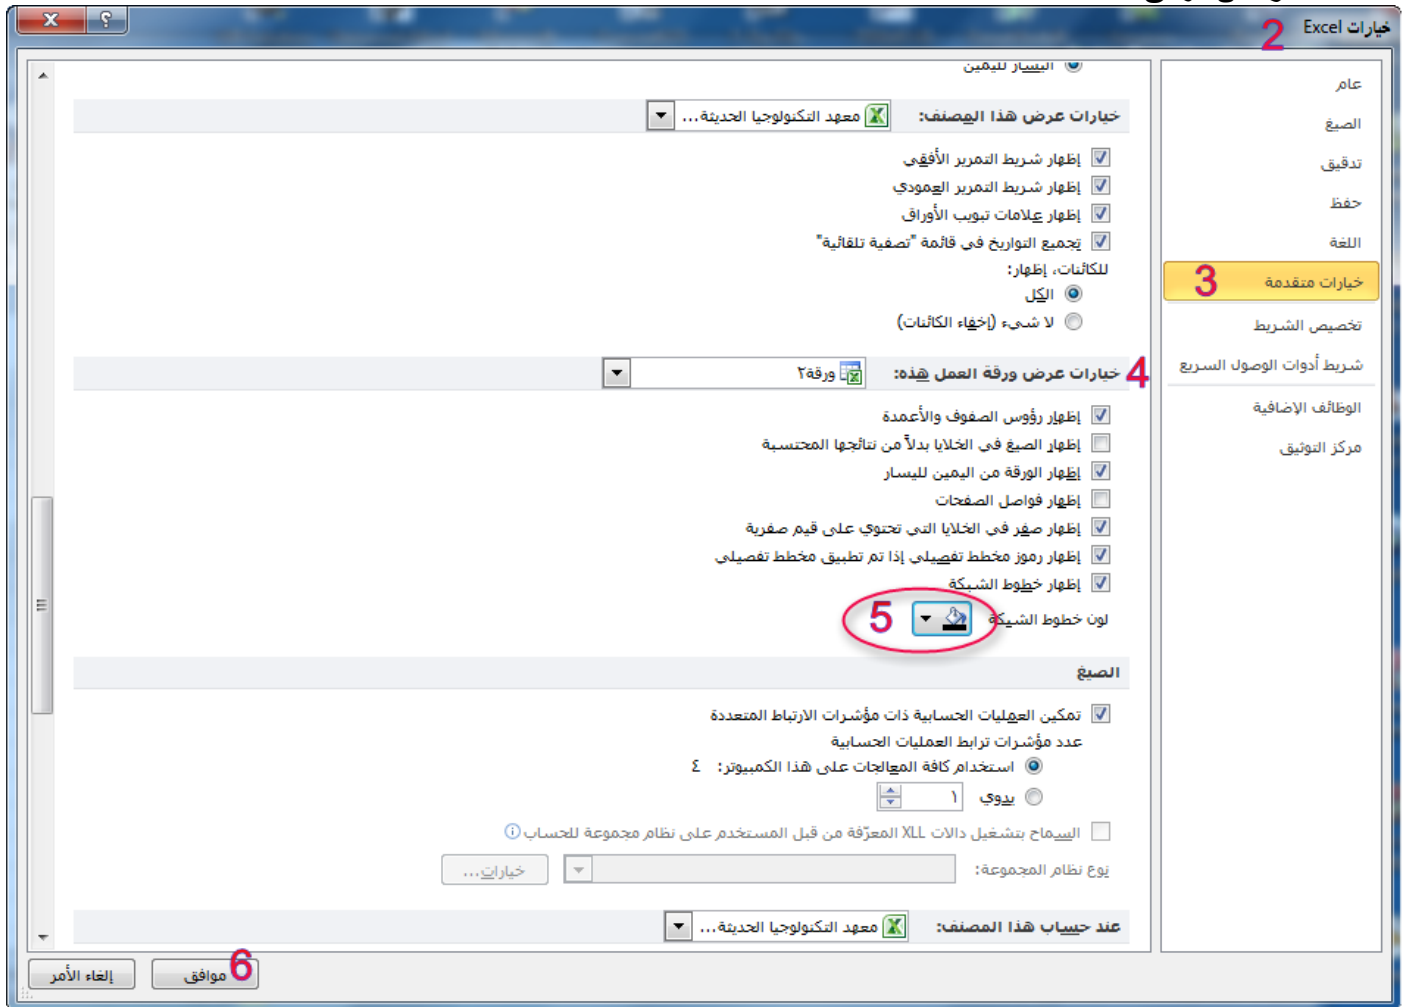 خيارات Excel 2
عام
الصيغ
تدقيق
حفظ
اللغة
خيارات متقدمة 3
تخصيص الشريط
شريط أدوات الوصول السريع
الوظائف الإضافية
مركز التوثيق
اليسار لليمين
خيارات عرض هذا المصنف: معهد التكنولوجيا الحديثة...
إظهار شريط التمرير الأفقي
إظهار شريط التمرير العمودي
إظهار علامات تبويب الأوراق
تجميع التواريخ في قائمة "تصفية تلقائية"
للكائنات، إظهار:
الكل
لا شيء (إخفاء الكائنات)
4 خيارات عرض ورقة العمل هذه: ورقة٢
إظهار رؤوس الصفوف والأعمدة
إظهار الصيغ في الخلايا بدلاً من نتائجها المحتسبة
إظهار الورقة من اليمين لليسار
إظهار فواصل الصفحات
إظهار صفر في الخلايا التي تحتوي على قيم صفرية
إظهار رموز مخطط تفصيلي إذا تم تطبيق مخطط تفصيلي
إظهار خطوط الشبكة
لون خطوط الشبكة 5
الصيغ
تمكين العمليات الحسابية ذات مؤشرات الارتباط المتعددة
عدد مؤشرات ترابط العمليات الحسابية
استخدام كافة المعالجات على هذا الكمبيوتر: ٤
يدوي ١
السماح بتشغيل دالات XLL المعرّفة من قبل المستخدم على نظام مجموعة للحساب
نوع نظام المجموعة: خيارات...
عند حساب هذا المصنف: معهد التكنولوجيا الحديثة...
6 موافق
إلغاء الأمر